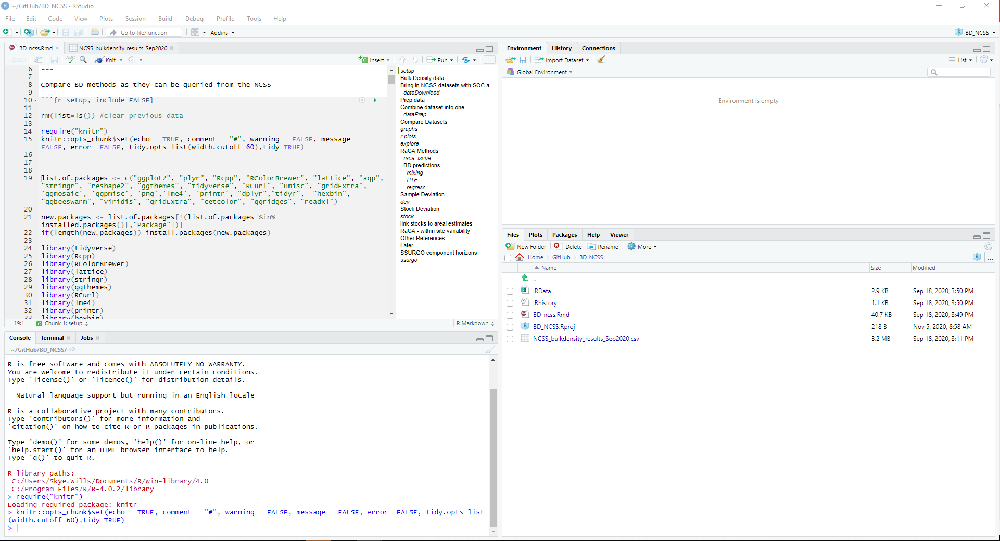 ~/GitHub/BD_NCSS - RStudio
File Edit Code View Plots Session Build Debug Profile Tools Help
Go to file/function Addins BD_NCSS
BD_ncss.Rmd NCSS_bulkdensity_results_Sep2020
ABC Knit Insert Run
6 ---
7
8 Compare BD methods as they can be queried from the NCSS
9
10 ```{r setup, include=FALSE}
11
12 rm(list=ls()) #clear previous data
13
14 require("knitr")
15 knitr::opts_chunk$set(echo = TRUE, comment = "#", warning = FALSE, message =
FALSE, error =FALSE, tidy.opts=list(width.cutoff=60),tidy=TRUE)
16
17
18
19 list.of.packages <- c("ggplot2", "plyr", "Rcpp", "RColorBrewer", "lattice", "aqp",
"stringr", "reshape2", "ggthemes", "tidyverse", "RCurl", "Hmisc", "gridExtra",
'ggmosaic', 'ggpmisc', 'png','lme4', 'printr', "dplyr","tidyr",  "hexbin",
"ggbeeswarm", "viridis", "gridExtra", "cetcolor", "ggridges", "readxl")
20
21 new.packages <- list.of.packages[!(list.of.packages %in%
installed.packages()[,"Package"])]
22 if(length(new.packages)) install.packages(new.packages)
23
24 library(tidyverse)
25 library(Rcpp)
26 library(RColorBrewer)
27 library(lattice)
28 library(stringr)
29 library(ggthemes)
30 library(RCurl)
31 library(lme4)
32 library(printr)
33 library(hexbin)
19:1 Chunk 1: setup R Markdown
setup
Bulk Density data
Bring in NCSS datasets with SOC a...
dataDownload
Prep data
Combine dataset into one
dataPrep
Compare Datasets
graphs
r-plots
explore
RaCA Methods
raca_issue
BD predictions
mixing
PTF
regress
Sample Deviation
dev
Stock Deviation
stock
link stocks to areal estimates
RaCA - within site variability
Other References
Later
SSURGO component horizons
ssurgo
Console Terminal Jobs
~/GitHub/BD_NCSS/
R is free software and comes with ABSOLUTELY NO WARRANTY.
You are welcome to redistribute it under certain conditions.
Type 'license()' or 'licence()' for distribution details.
Natural language support but running in an English locale
R is a collaborative project with many contributors.
Type 'contributors()' for more information and
'citation()' on how to cite R or R packages in publications.
Type 'demo()' for some demos, 'help()' for on-line help, or
'help.start()' for an HTML browser interface to help.
Type 'q()' to quit R.
R library paths:
C:/Users/Skye.Wills/Documents/R/win-library/4.0
C:/Program Files/R/R-4.0.2/library
> require("knitr")
Loading required package: knitr
> knitr::opts_chunk$set(echo = TRUE, comment = "#", warning = FALSE, message = FALSE, error =FALSE, tidy.opts=list
(width.cutoff=60),tidy=TRUE)
>
Environment History Connections
Import Dataset List
Global Environment
Environment is empty
Files Plots Packages Help Viewer
New Folder Delete Rename More
Home GitHub BD_NCSS ...
Name Size Modified
..
.RData 2.9 KB Sep 18, 2020, 3:50 PM
.Rhistory 1.1 KB Sep 18, 2020, 3:50 PM
BD_ncss.Rmd 40.7 KB Sep 18, 2020, 3:49 PM
BD_NCSS.Rproj 218 B Nov 5, 2020, 8:58 AM
NCSS_bulkdensity_results_Sep2020.csv 3.2 MB Sep 18, 2020, 3:11 PM